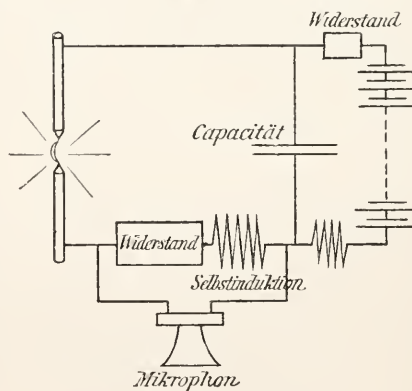 Widerstand
Capacität
Widerstand
Selbstinduktion
Mikrophon